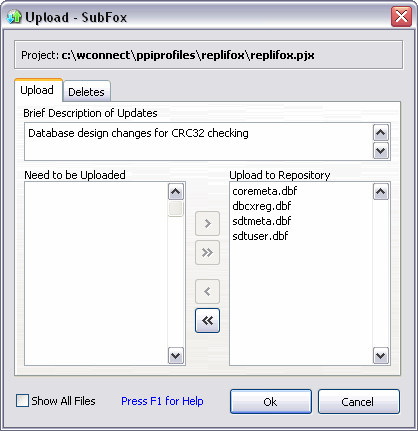 Upload - SubFox
Project: c:\wconnect\ppiprofiles\replifox\replifox.pjx
Upload Deletes
Brief Description of Updates
Database design changes for CRC32 checking
Need to be Uploaded
Upload to Repository
coremeta.dbf
dbcxreg.dbf
sdtmeta.dbf
sdtuser.dbf
Show All Files
Press F1 for Help
Ok
Cancel